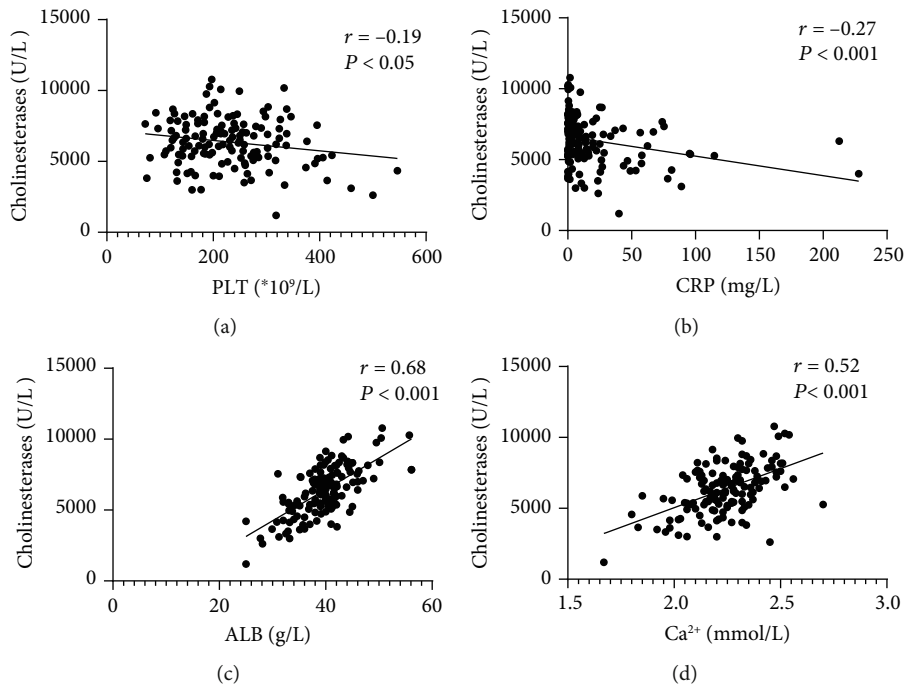 15000
10000
5000
0
Cholinesterases (U/L )
r = –0.19
P < 0.05
0 200 400 600
PLT (*10⁹/L)
(a)
15000
10000
5000
0
Cholinesterases (U/L )
r = –0.27
P < 0.001
0 50 100 150 200 250
CRP (mg/L)
(b)
15000
10000
5000
0
Cholinesterases (U/L )
r = 0.68
P < 0.001
0 20 40 60
ALB (g/L)
(c)
15000
10000
5000
0
Cholinesterases (U/L )
r = 0.52
P< 0.001
1.5 2.0 2.5 3.0
Ca²⁺ (mmol/L)
(d)